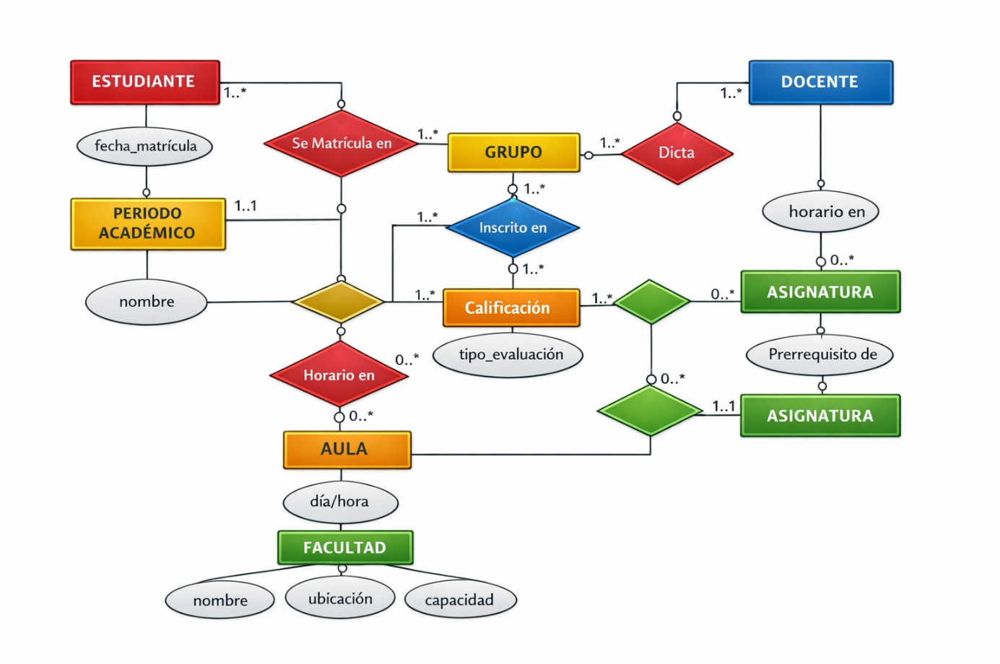 ESTUDIANTE
DOCENTE
1..*
1..*
Se Matrícula en
1..*
fecha_matrícula
GRUPO
1..*
Dicta
1..*
PERIODO
ACADÉMICO
1..1
1..*
Inscrito en
horario en
1..*
0..*
nombre
1..*
Calificación
1..*
0..*
ASIGNATURA
tipo_evaluación
Prerrequisito de
Horario en
0..*
0..*
0..*
1..1
ASIGNATURA
AULA
día/hora
FACULTAD
nombre
ubicación
capacidad